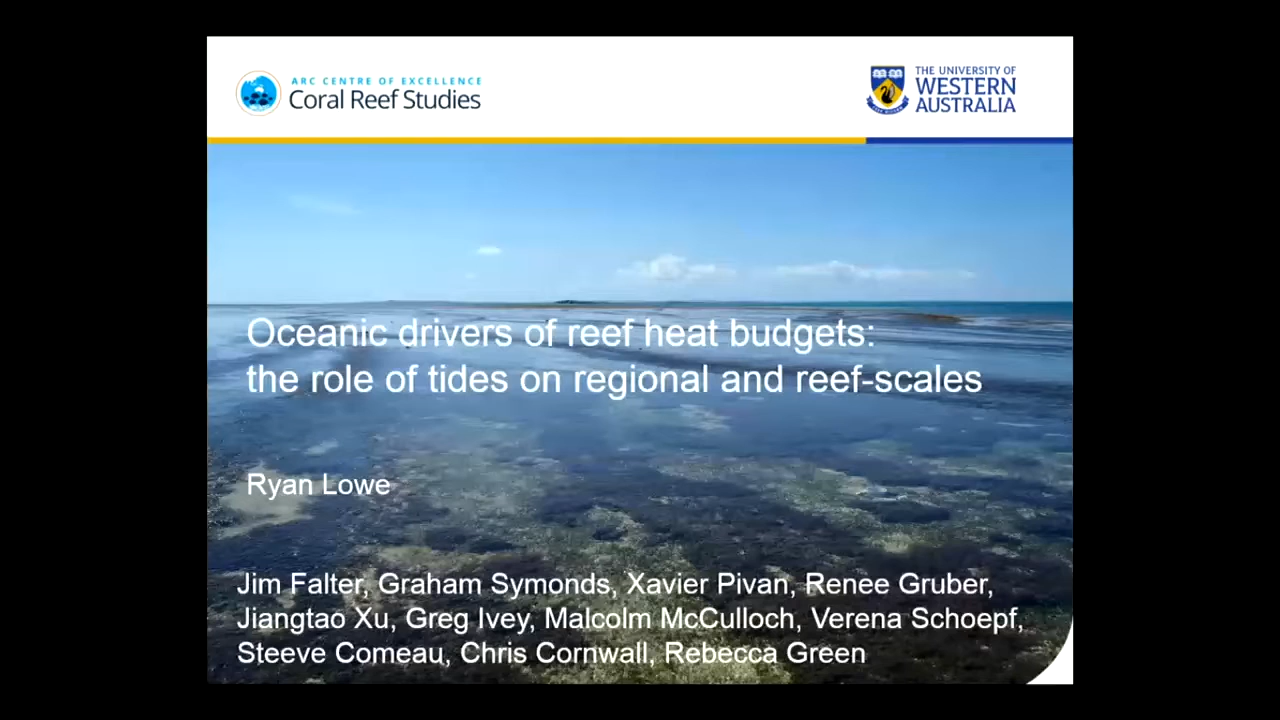 ARC CENTRE OF EXCELLENCE
Coral Reef Studies
THE UNIVERSITY OF
WESTERN
AUSTRALIA
Oceanic drivers of reef heat budgets:
the role of tides on regional and reef-scales
Ryan Lowe
Jim Falter, Graham Symonds, Xavier Pivan, Renee Gruber,
Jiangtao Xu, Greg Ivey, Malcolm McCulloch, Verena Schoepf,
Steeve Comeau, Chris Cornwall, Rebecca Green